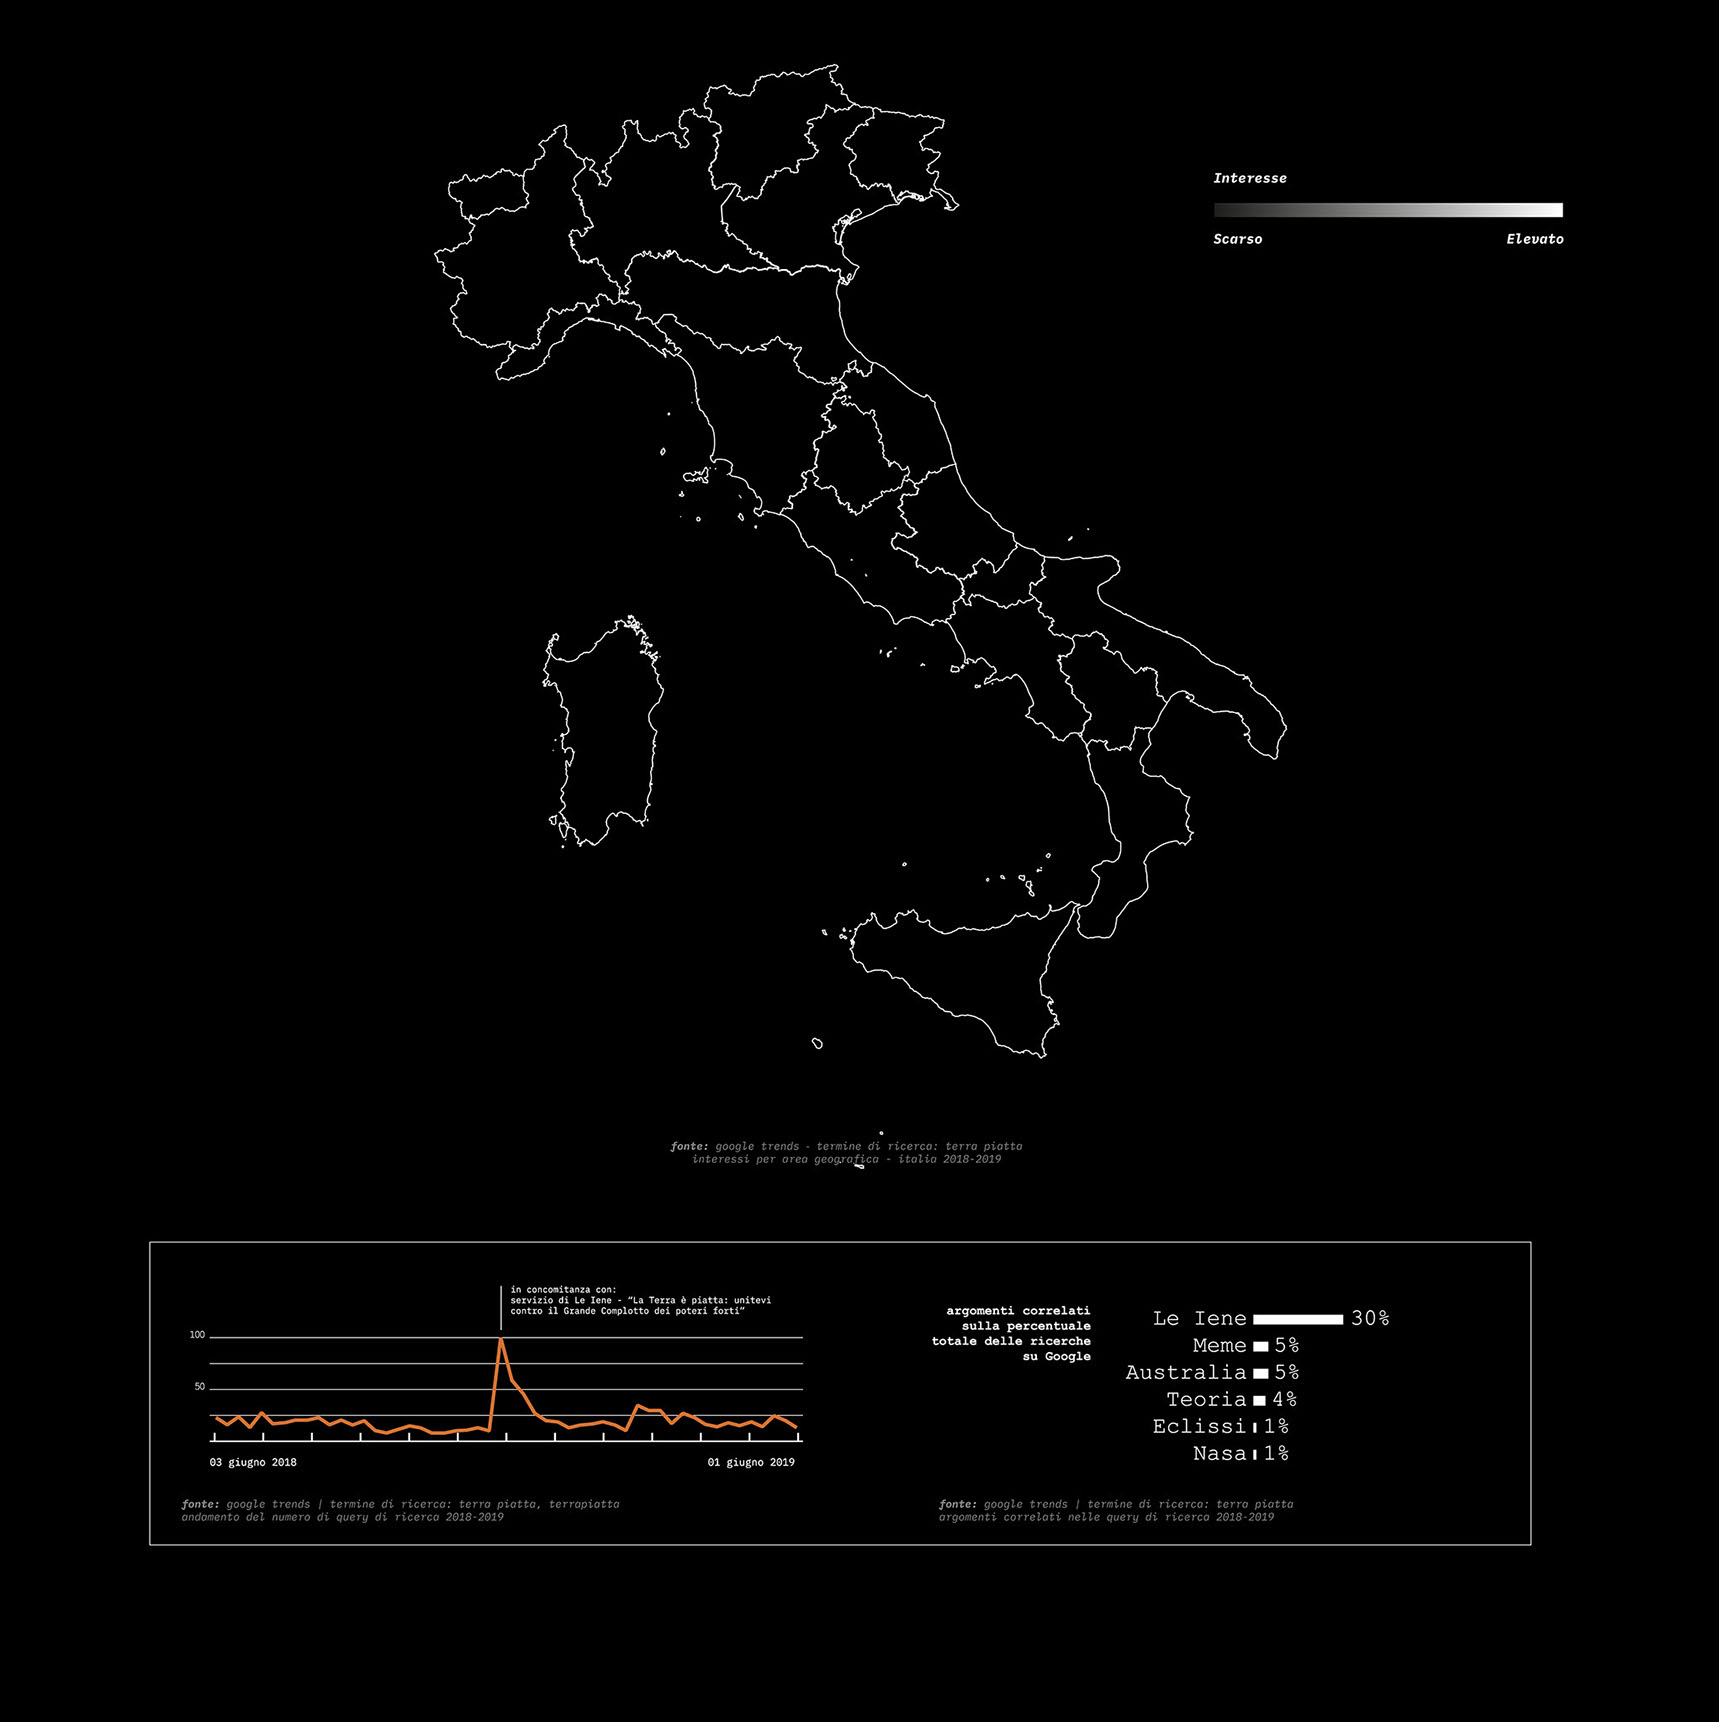 Interesse
Scarso Elevato
fonte: google trends - termine di ricerca: terra piatta
interessi per area geografica - italia 2018-2019
in concomitanza con:
servizio di Le Iene - “La Terra è piatta: unitevi
contro il Grande Complotto dei poteri forti”
100
50
03 giugno 2018 01 giugno 2019
fonte: google trends | termine di ricerca: terra piatta, terrapiatta
andamento del numero di query di ricerca 2018-2019
argomenti correlati
sulla percentuale
totale delle ricerche
su Google
Le Iene 30%
Meme 5%
Australia 5%
Teoria 4%
Eclissi 1%
Nasa 1%
fonte: google trends | termine di ricerca: terra piatta
argomenti correlati nelle query di ricerca 2018-2019